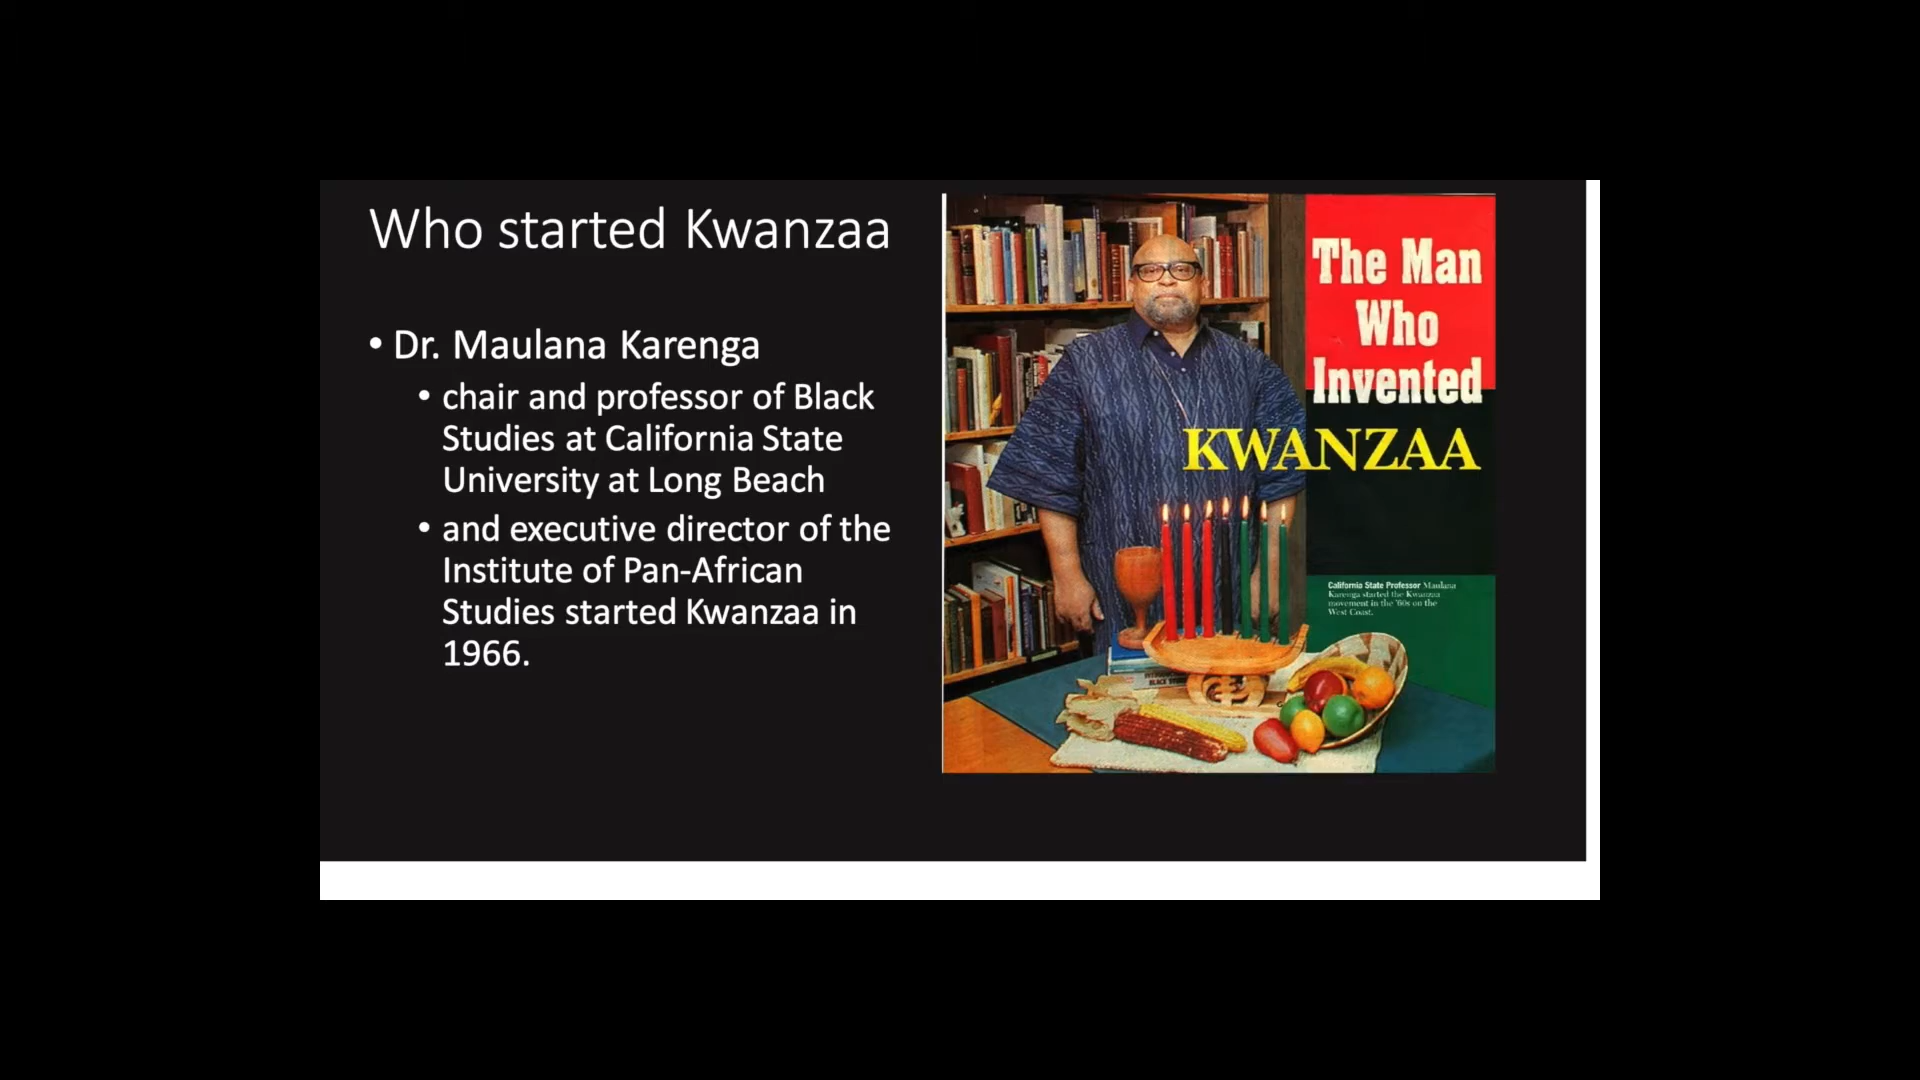 Who started Kwanzaa
• Dr. Maulana Karenga
• chair and professor of Black
Studies at California State
University at Long Beach
• and executive director of the
Institute of Pan-African
Studies started Kwanzaa in
1966.
The Man
Who
Invented
KWANZAA
California State Professor Maulana
Karenga started the Kwanzaa
movement in the '60s on the
West Coast.
BLACK